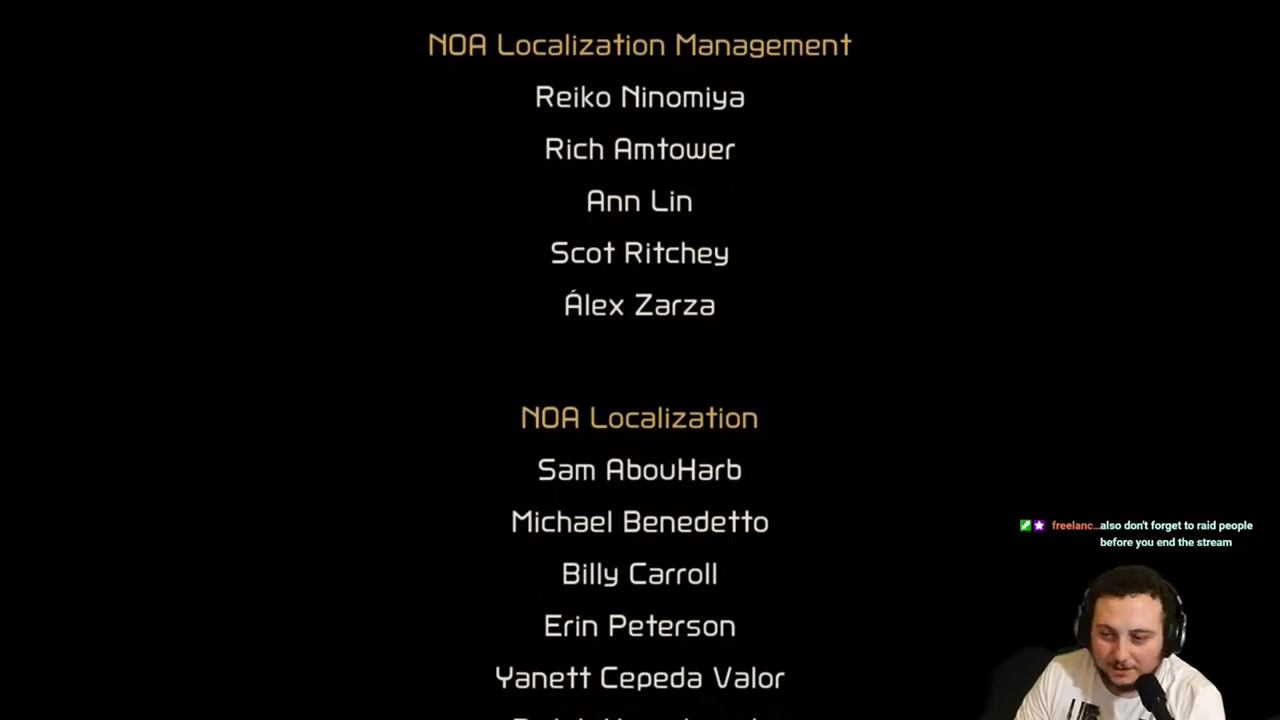 NOA Localization Management
Reiko Ninomiya
Rich Amtower
Ann Lin
Scot Ritchey
Álex Zarza
NOA Localization
Sam AbouHarb
Michael Benedetto
Billy Carroll
Erin Peterson
Yanett Cepeda Valor
freelanc... also don't forget to raid people
before you end the stream